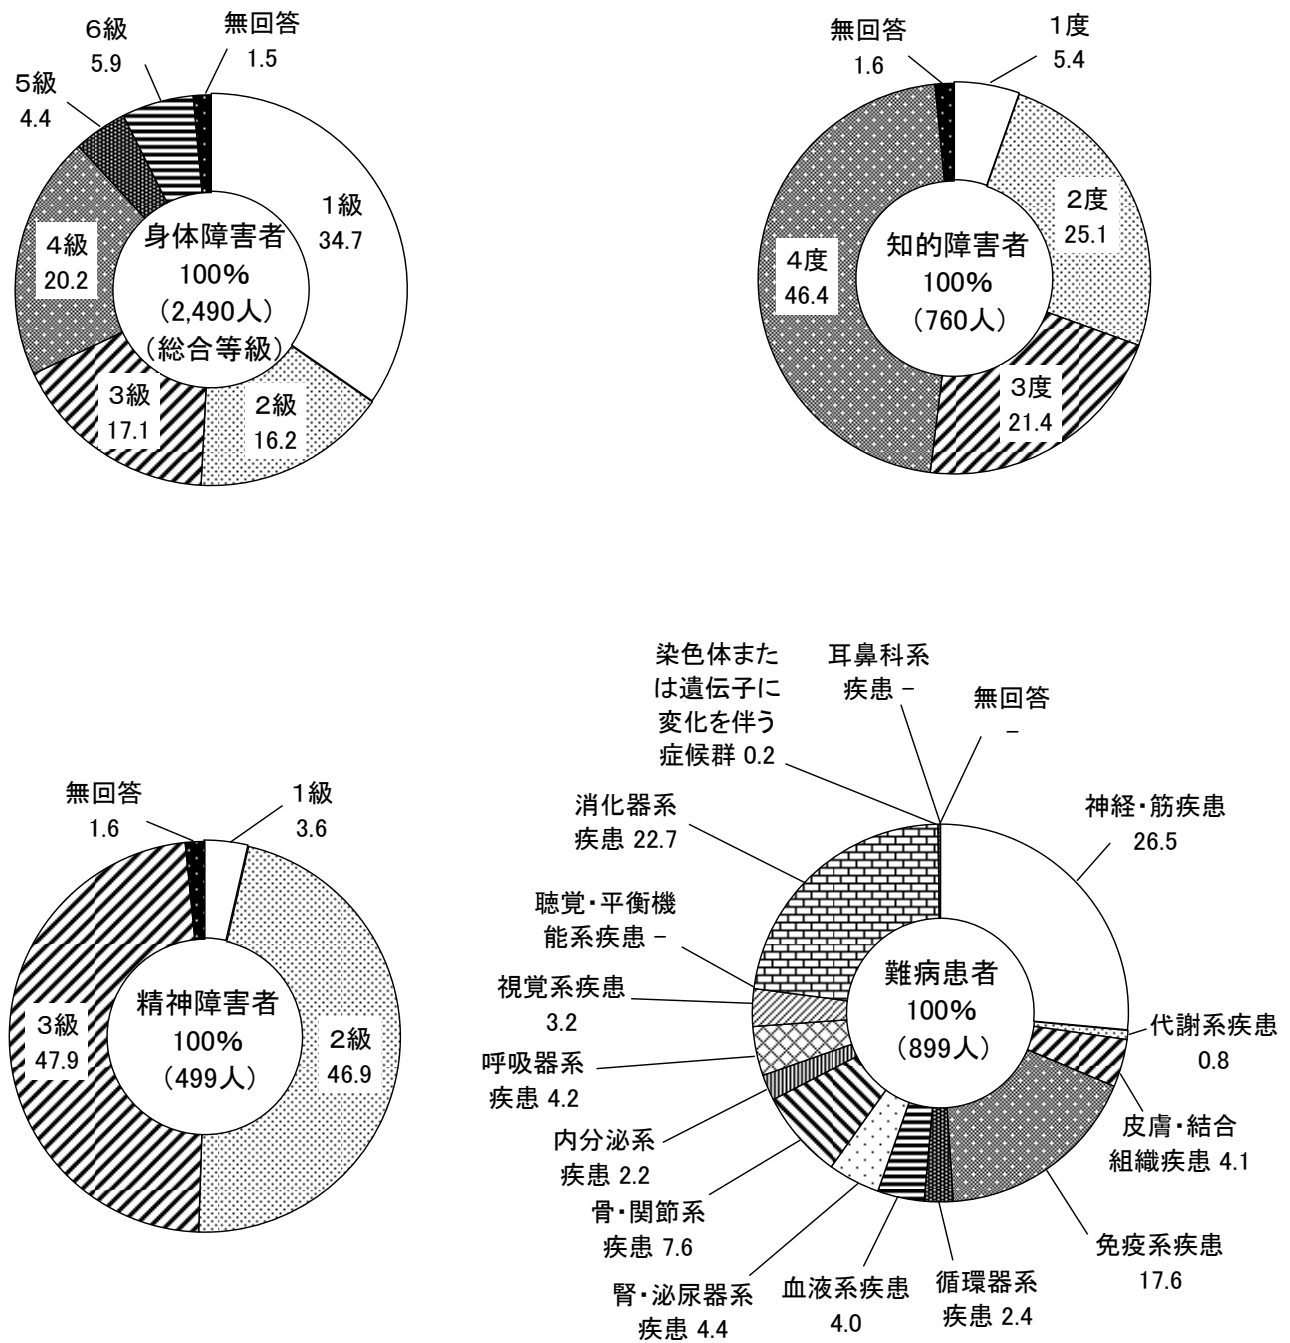 6級
5.9
無回答
1.5
5級
4.4
1級
34.7
4級
20.2
身体障害者
100%
(2,490人)
(総合等級)
3級
17.1
2級
16.2
無回答
1.6
1度
5.4
2度
25.1
4度
46.4
知的障害者
100%
(760人)
3度
21.4
無回答
1.6
1級
3.6
3級
47.9
精神障害者
100%
(499人)
2級
46.9
染色体また
は遺伝子に
変化を伴う
症候群 0.2
耳鼻科系
疾患 −
無回答
−
消化器系
疾患 22.7
神経・筋疾患
26.5
聴覚・平衡機
能系疾患 −
視覚系疾患
3.2
難病患者
100%
(899人)
代謝系疾患
0.8
呼吸器系
疾患 4.2
皮膚・結合
組織疾患 4.1
内分泌系
疾患 2.2
骨・関節系
疾患 7.6
免疫系疾患
17.6
腎・泌尿器系
疾患 4.4
血液系疾患
4.0
循環器系
疾患 2.4